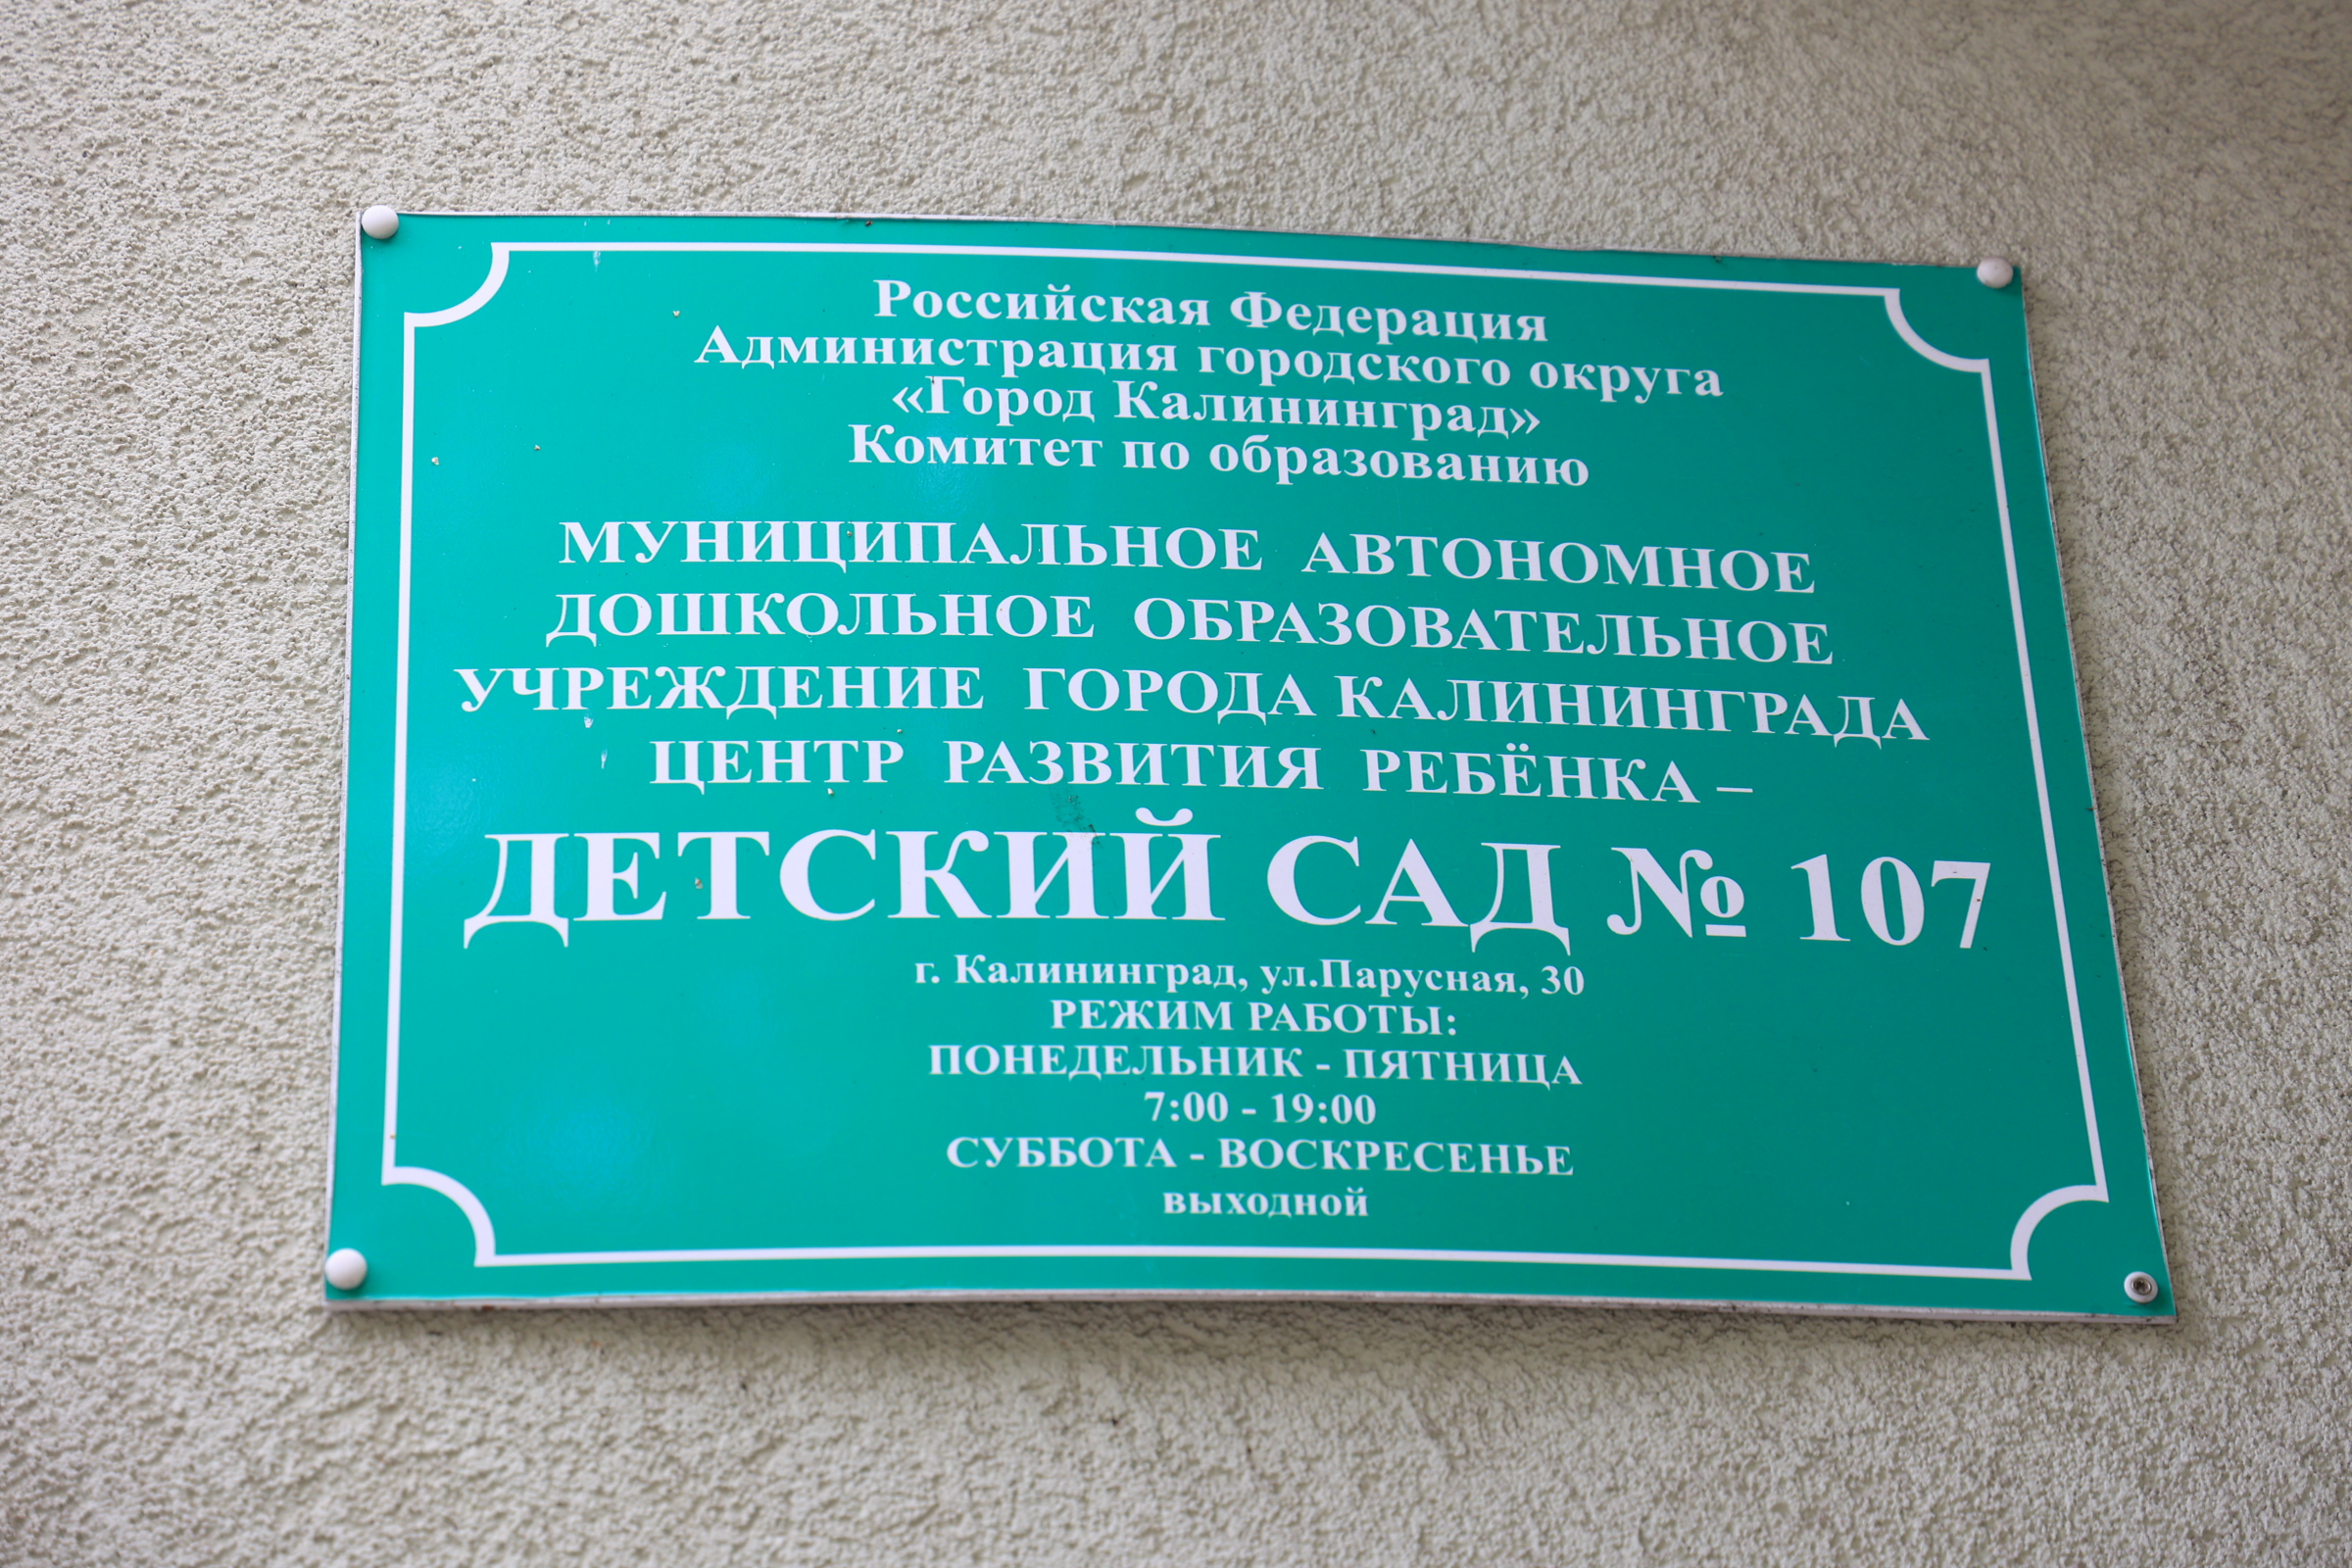 Российская Федерация
Администрация городского округа
«Город Калининград»
Комитет по образованию
МУНИЦИПАЛЬНОЕ АВТОНОМНОЕ
ДОШКОЛЬНОЕ ОБРАЗОВАТЕЛЬНОЕ
УЧРЕЖДЕНИЕ ГОРОДА КАЛИНИНГРАДА
ЦЕНТР РАЗВИТИЯ РЕБЁНКА –
ДЕТСКИЙ САД № 107
г. Калининград, ул.Парусная, 30
РЕЖИМ РАБОТЫ:
ПОНЕДЕЛЬНИК - ПЯТНИЦА
7:00 - 19:00
СУББОТА - ВОСКРЕСЕНЬЕ
выходной